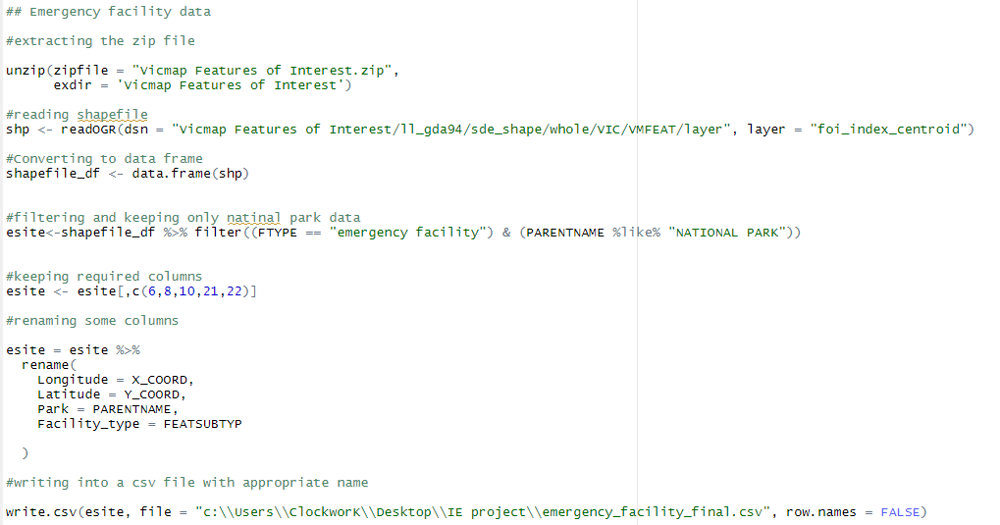 ## Emergency facility data
#extracting the zip file
unzip(zipfile = "Vicmap Features of Interest.zip",
      exdir = 'Vicmap Features of Interest')
#reading shapefile
shp <- readOGR(dsn = "Vicmap Features of Interest/ll_gda94/sde_shape/whole/VIC/VMFEAT/layer", layer = "foi_index_centroid")
#Converting to data frame
shapefile_df <- data.frame(shp)
#filtering and keeping only natinal park data
esite<-shapefile_df %>% filter((FTYPE == "emergency facility") & (PARENTNAME %like% "NATIONAL PARK"))
#keeping required columns
esite <- esite[,c(6,8,10,21,22)]
#renaming some columns
esite = esite %>%
  rename(
    Longitude = X_COORD,
    Latitude = Y_COORD,
    Park = PARENTNAME,
    Facility_type = FEATSUBTYP
  )
#writing into a csv file with appropriate name
write.csv(esite, file = "c:\\Users\\ClockworK\\Desktop\\IE project\\emergency_facility_final.csv", row.names = FALSE)